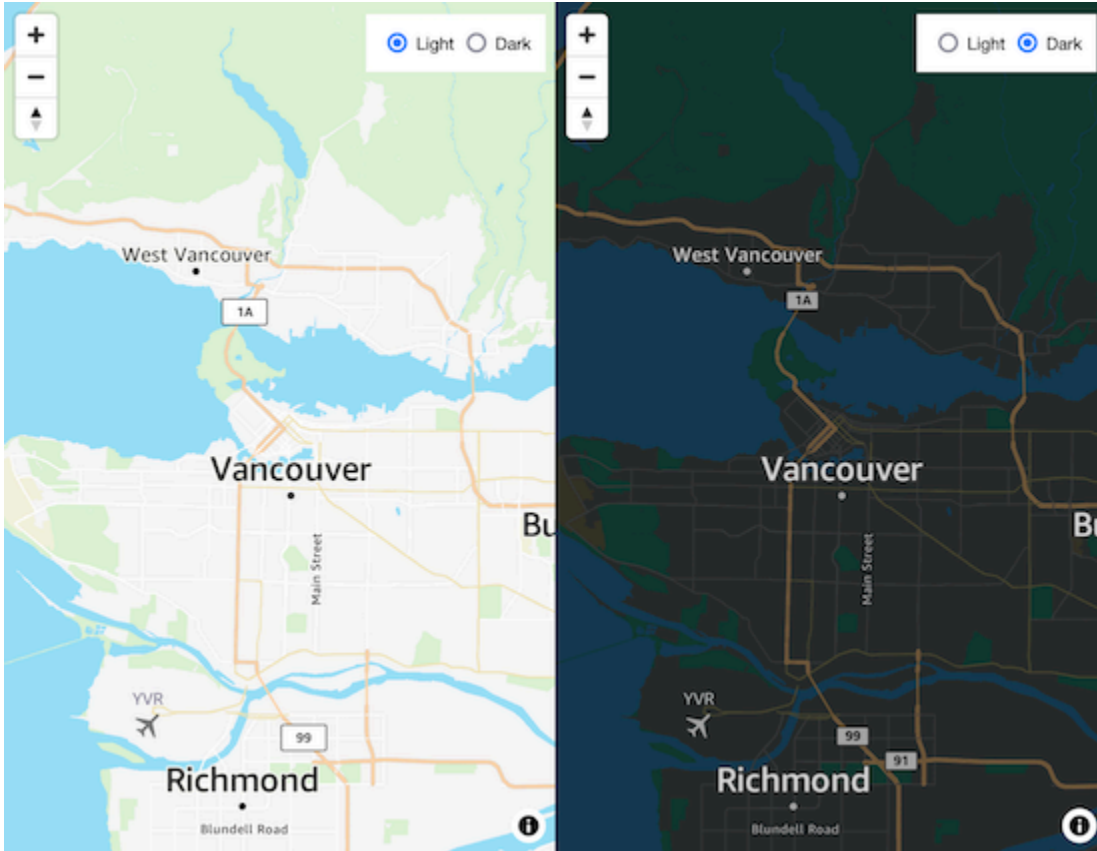 Light Dark
West Vancouver
1A
Vancouver
Bu
Main Street
YVR
99
Richmond
Blundell Road
Light Dark
West Vancouver
1A
Vancouver
Main Street
YVR
99
91
Richmond
Blundell Road